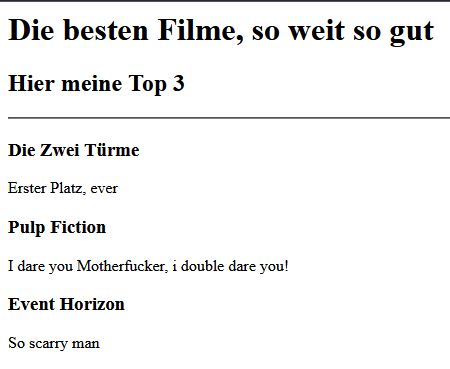 Die besten Filme, so weit so gut
Hier meine Top 3
Die Zwei Türme
Erster Platz, ever
Pulp Fiction
I dare you Motherfucker, i double dare you!
Event Horizon
So scarry man